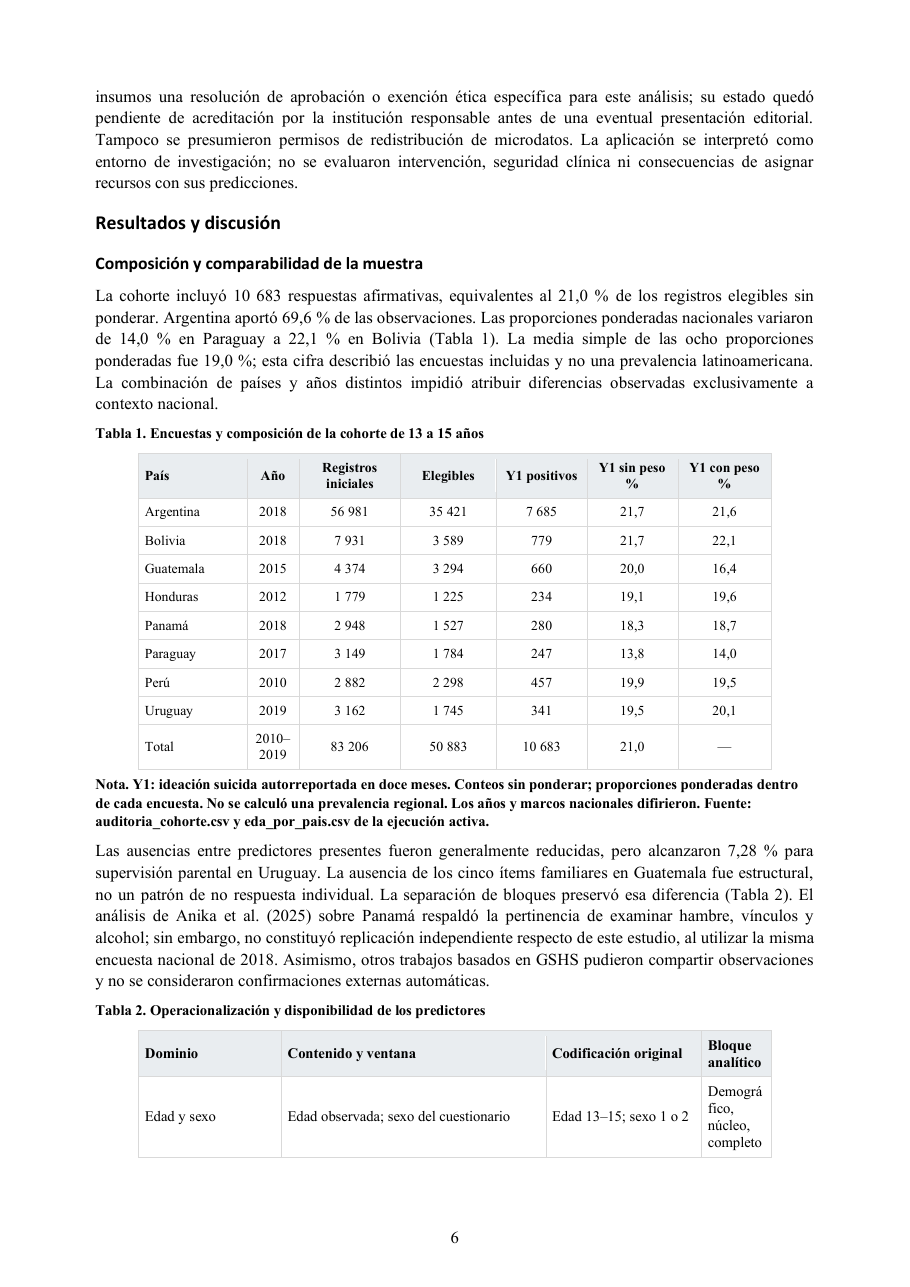 insumos una resolución de aprobación o exención ética específica para este análisis; su estado quedó
pendiente de acreditación por la institución responsable antes de una eventual presentación editorial.
Tampoco se presumieron permisos de redistribución de microdatos. La aplicación se interpretó como
entorno de investigación; no se evaluaron intervención, seguridad clínica ni consecuencias de asignar
recursos con sus predicciones.
Resultados y discusión
Composición y comparabilidad de la muestra
La cohorte incluyó 10 683 respuestas afirmativas, equivalentes al 21,0 % de los registros elegibles sin
ponderar. Argentina aportó 69,6 % de las observaciones. Las proporciones ponderadas nacionales variaron
de 14,0 % en Paraguay a 22,1 % en Bolivia (Tabla 1). La media simple de las ocho proporciones
ponderadas fue 19,0 %; esta cifra describió las encuestas incluidas y no una prevalencia latinoamericana.
La combinación de países y años distintos impidió atribuir diferencias observadas exclusivamente a
contexto nacional.
Tabla 1. Encuestas y composición de la cohorte de 13 a 15 años
País Año Registros iniciales Elegibles Y1 positivos Y1 sin peso % Y1 con peso %
Argentina 2018 56 981 35 421 7 685 21,7 21,6
Bolivia 2018 7 931 3 589 779 21,7 22,1
Guatemala 2015 4 374 3 294 660 20,0 16,4
Honduras 2012 1 779 1 225 234 19,1 19,6
Panamá 2018 2 948 1 527 280 18,3 18,7
Paraguay 2017 3 149 1 784 247 13,8 14,0
Perú 2010 2 882 2 298 457 19,9 19,5
Uruguay 2019 3 162 1 745 341 19,5 20,1
Total 2010–2019 83 206 50 883 10 683 21,0 —
Nota. Y1: ideación suicida autorreportada en doce meses. Conteos sin ponderar; proporciones ponderadas dentro
de cada encuesta. No se calculó una prevalencia regional. Los años y marcos nacionales difirieron. Fuente:
auditoria_cohorte.csv y eda_por_pais.csv de la ejecución activa.
Las ausencias entre predictores presentes fueron generalmente reducidas, pero alcanzaron 7,28 % para
supervisión parental en Uruguay. La ausencia de los cinco ítems familiares en Guatemala fue estructural,
no un patrón de no respuesta individual. La separación de bloques preservó esa diferencia (Tabla 2). El
análisis de Anika et al. (2025) sobre Panamá respaldó la pertinencia de examinar hambre, vínculos y
alcohol; sin embargo, no constituyó replicación independiente respecto de este estudio, al utilizar la misma
encuesta nacional de 2018. Asimismo, otros trabajos basados en GSHS pudieron compartir observaciones
y no se consideraron confirmaciones externas automáticas.
Tabla 2. Operacionalización y disponibilidad de los predictores
Dominio Contenido y ventana Codificación original Bloque analítico
Edad y sexo Edad observada; sexo del cuestionario Edad 13–15; sexo 1 o 2 Demográ
fico,
núcleo,
completo
6